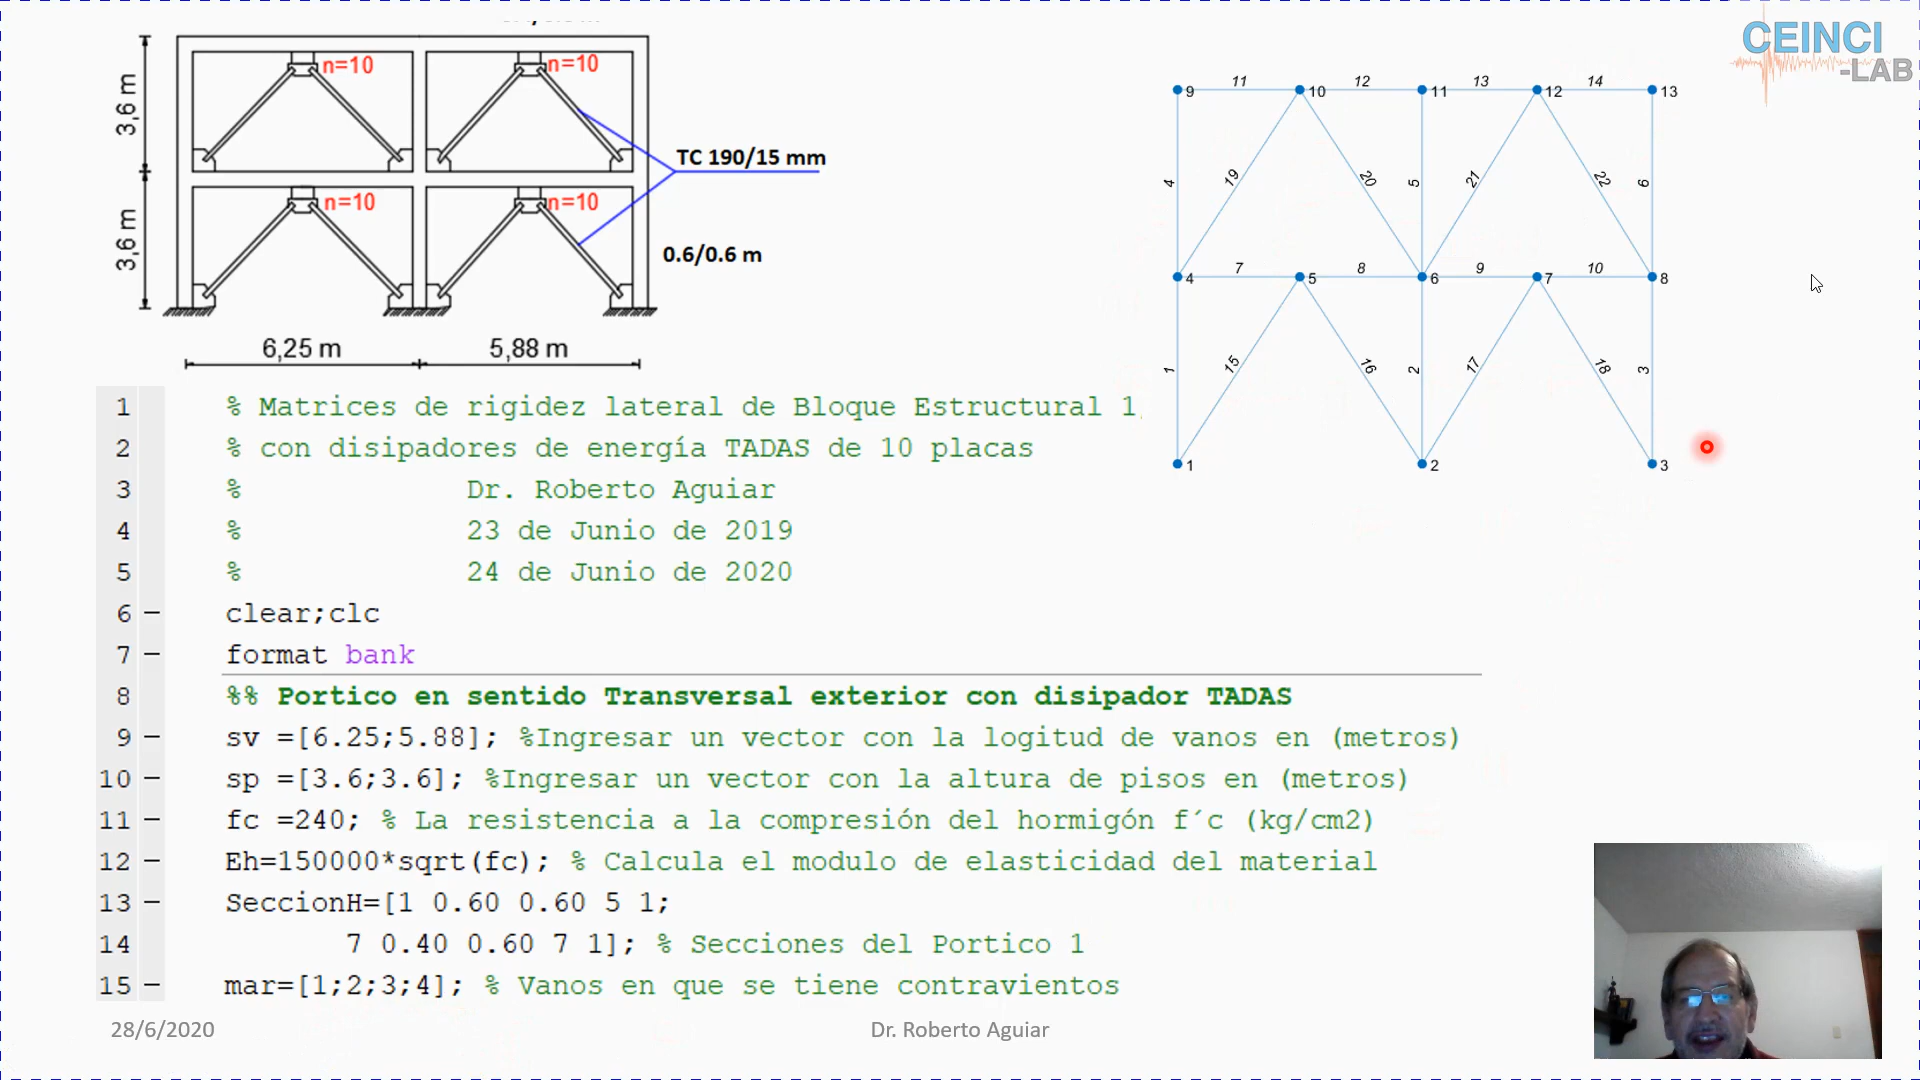 CEINCI
-LAB
n=10
n=10
3,6 m
TC 190/15 mm
n=10
n=10
3,6 m
0.6/0.6 m
6,25 m
5,88 m
11 12 13 14
9 10 11 12 13
4 19 20 5 21 22 6
7 8 9 10
4 5 6 7 8
1 15 16 2 17 18 3
1 2 3
1 % Matrices de rigidez lateral de Bloque Estructural 1,
2 % con disipadores de energía TADAS de 10 placas
3 % Dr. Roberto Aguiar
4 % 23 de Junio de 2019
5 % 24 de Junio de 2020
6 — clear;clc
7 — format bank
8 %% Portico en sentido Transversal exterior con disipador TADAS
9 — sv =[6.25;5.88]; %Ingresar un vector con la logitud de vanos en (metros)
10 — sp =[3.6;3.6]; %Ingresar un vector con la altura de pisos en (metros)
11 — fc =240; % La resistencia a la compresión del hormigón f´c (kg/cm2)
12 — Eh=150000*sqrt(fc); % Calcula el modulo de elasticidad del material
13 — SeccionH=[1 0.60 0.60 5 1;
14 7 0.40 0.60 7 1]; % Secciones del Portico 1
15 — mar=[1;2;3;4]; % Vanos en que se tiene contravientos
28/6/2020
Dr. Roberto Aguiar